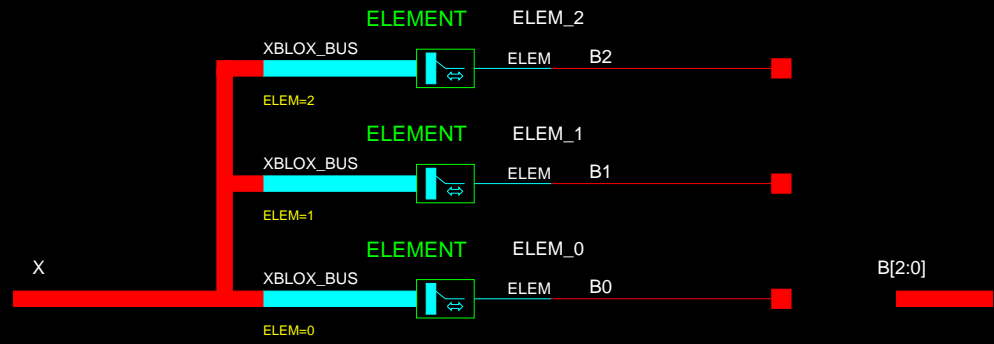 ELEMENT ELEM_2
XBLOX_BUS ELEM B2
ELEM=2
ELEMENT ELEM_1
XBLOX_BUS ELEM B1
ELEM=1
ELEMENT ELEM_0
X B[2:0]
XBLOX_BUS ELEM B0
ELEM=0